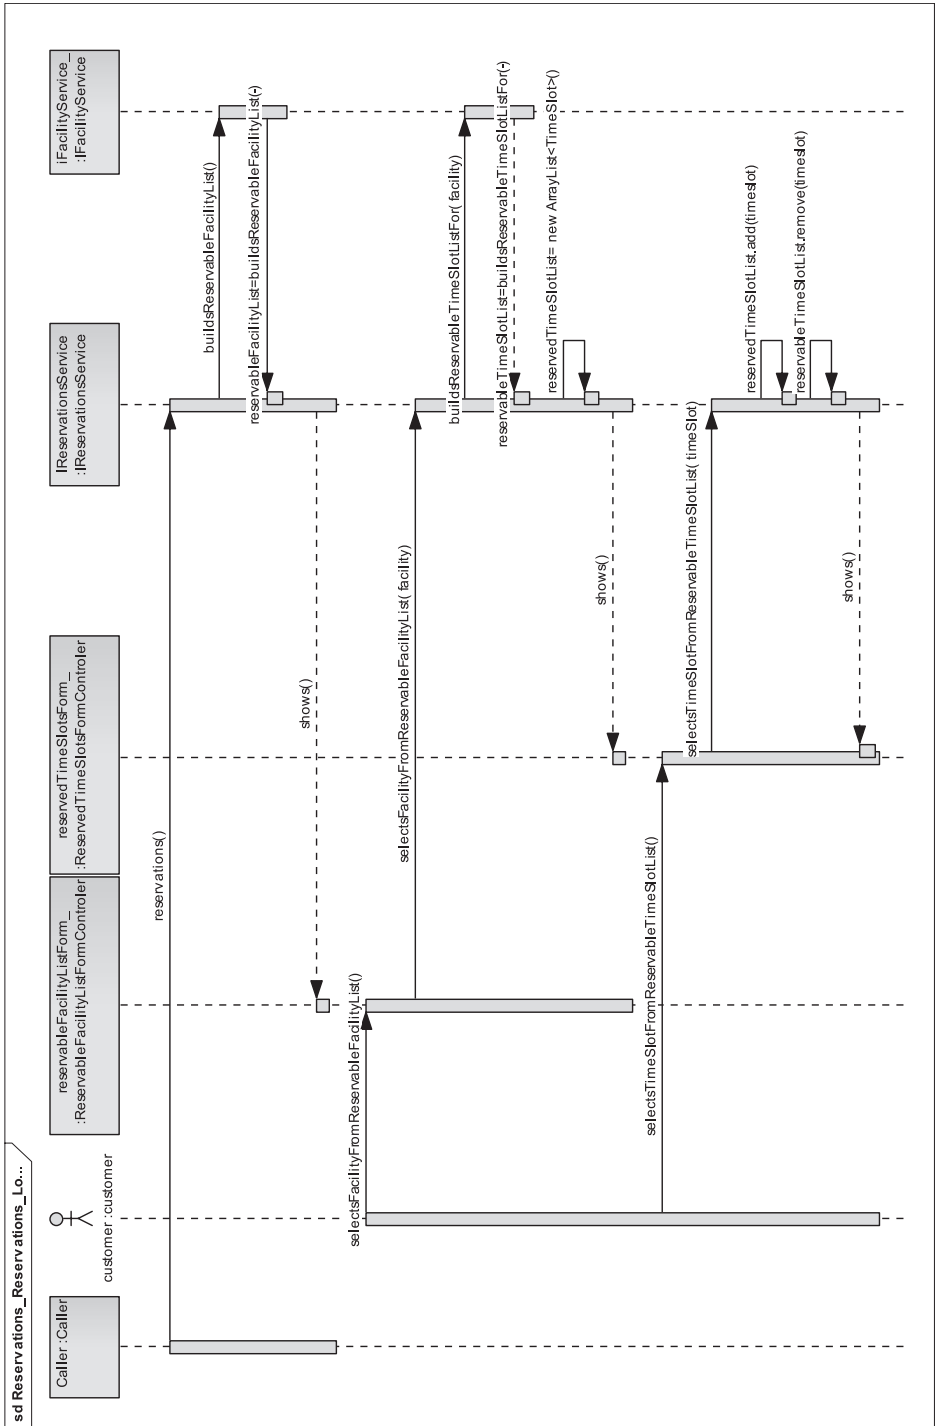 sd Reservations_Reservations_Lo...
Caller :Caller
customer :customer
reservableFacilityListForm_
:ReservableFacilityListFormControler
reservedTimeSlotsForm_
:ReservedTimeSlotsFormControler
IReservationsService
:IReservationsService
iFacilityService_
:IFacilityService
reservations()
buildsReservableFacilityList()
reservableFacilityList=buildsReservableFacilityList(-)
shows()
selectsFacilityFromReservableFacilityList()
selectsFacilityFromReservableFacilityList( facility)
buildsReservableTimeSlotListFor( facility)
reservableTimeSlotList=buildsReservableTimeSlotListFor(-)
reservedTimeSlotList= new ArrayList<TimeSlot>()
shows()
selectsTimeSlotFromReservableTimeSlotList()
selectsTimeSlotFromReservableTimeSlotList( timeSlot)
reservedTimeSlotList.add(timeslot)
reservableTimeSlotList.remove(timeslot)
shows()